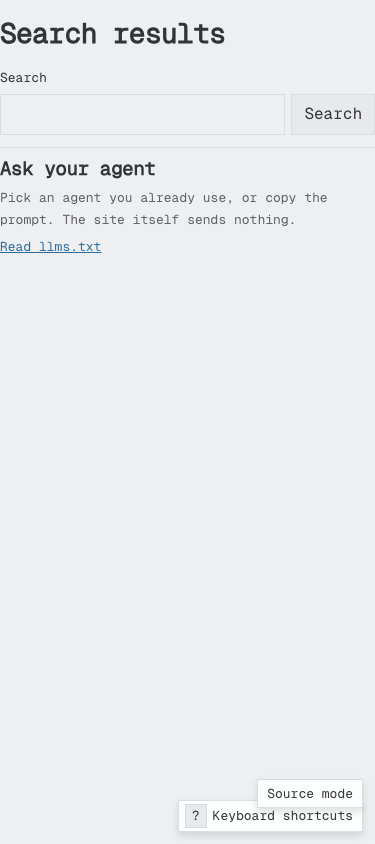 Search results
Search
Search
Ask your agent
Pick an agent you already use, or copy the
prompt. The site itself sends nothing.
Read llms.txt
Source mode
? Keyboard shortcuts